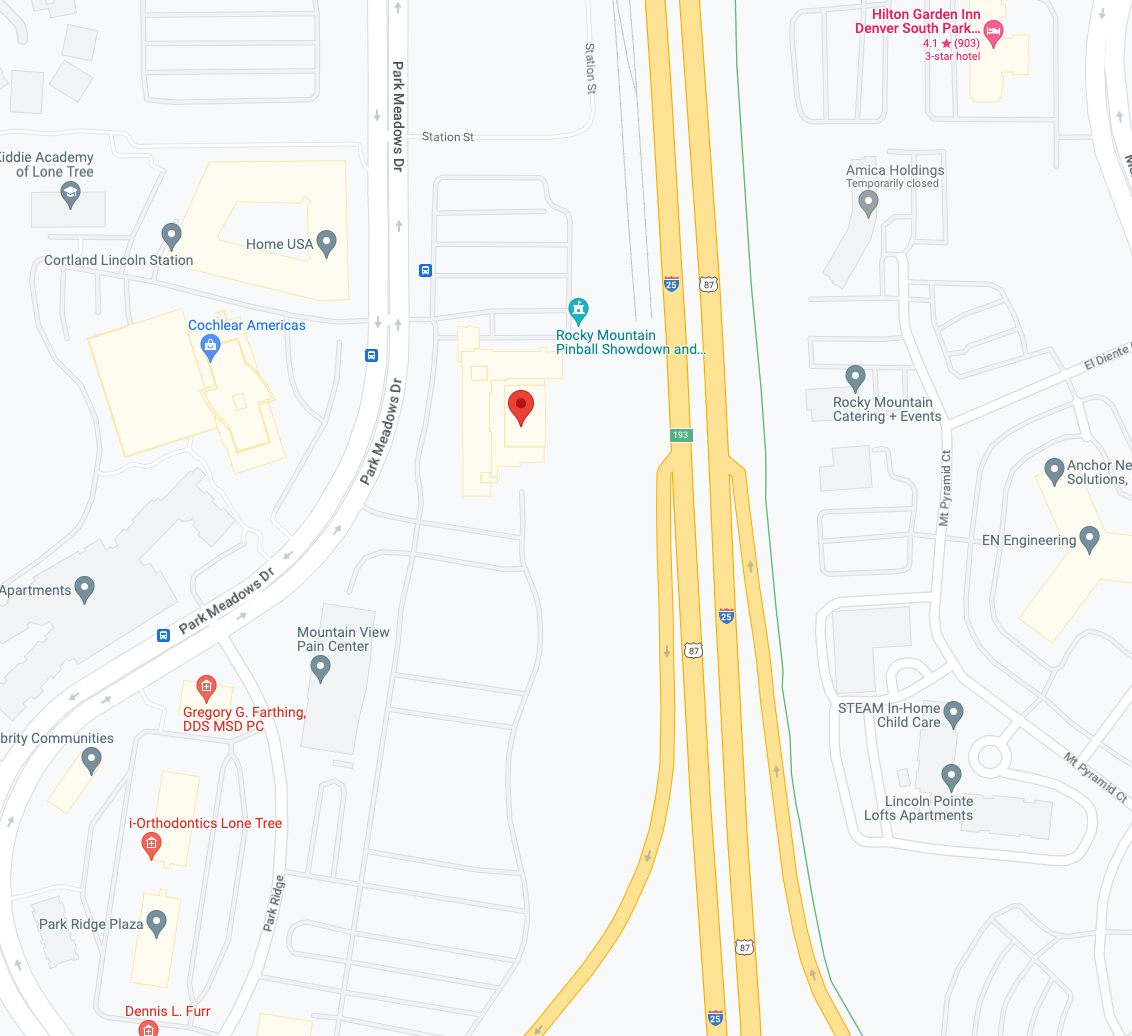 Hilton Garden Inn
Denver South Park...
4.1 ★ (903)
3-star hotel
Station St
Park Meadows Dr
Station St
Kiddie Academy
of Lone Tree
Amica Holdings
Temporarily closed
Home USA
Cortland Lincoln Station
25
87
Cochlear Americas
Rocky Mountain
Pinball Showdown and...
El Diente
Rocky Mountain
Catering + Events
Park Meadows Dr
193
Anchor Ne
Solutions,
Mt Pyramid Ct
EN Engineering
Apartments
Park Meadows Dr
25
Mountain View
Pain Center
87
Gregory G. Farthing,
DDS MSD PC
STEAM In-Home
Child Care
brity Communities
Mt Pyramid Ct
Lincoln Pointe
Lofts Apartments
i-Orthodontics Lone Tree
Park Ridge
Park Ridge Plaza
87
Dennis L. Furr
25